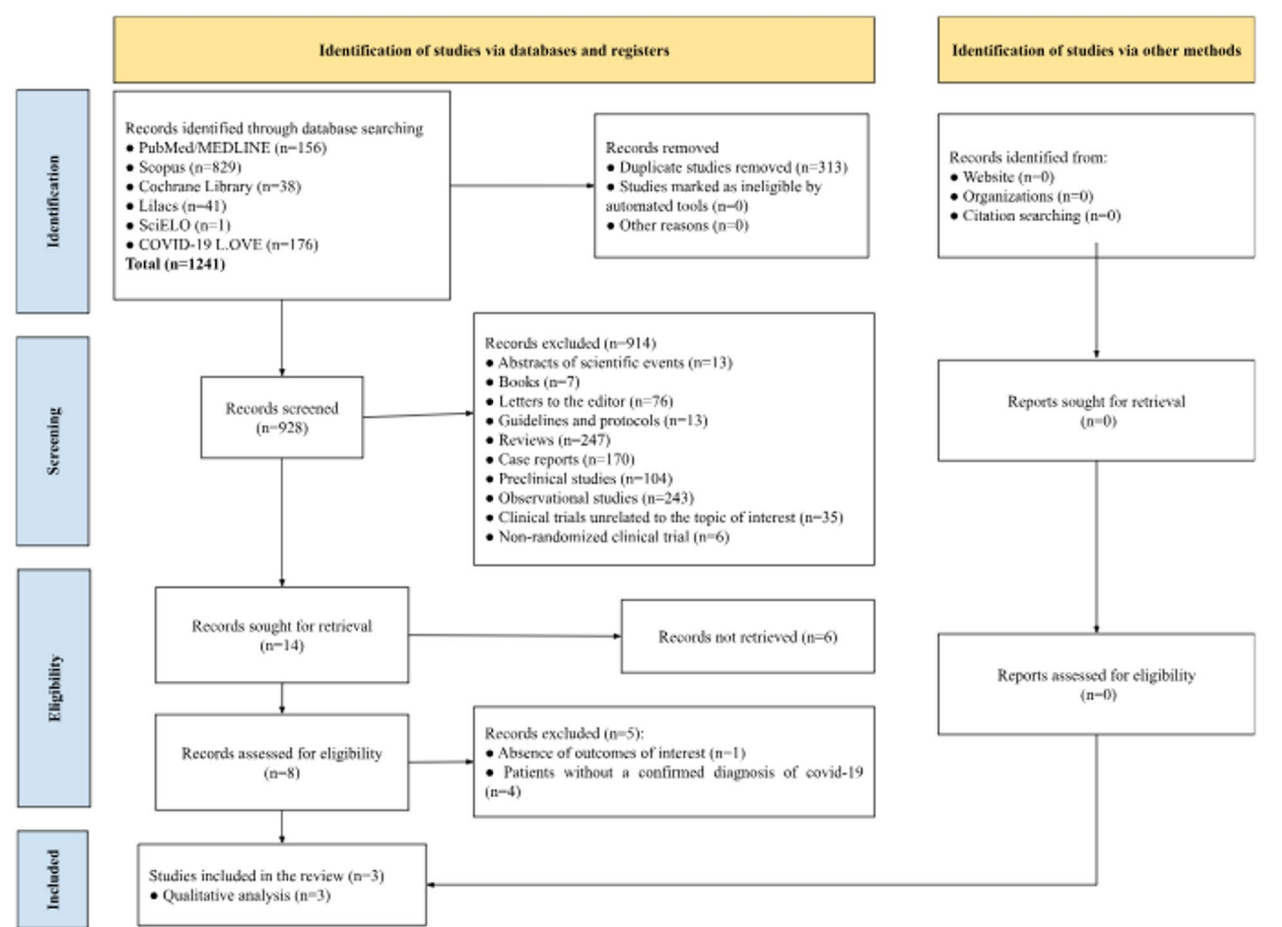 Identification of studies via databases and registers
Identification of studies via other methods
Identification
Records identified through database searching
● PubMed/MEDLINE (n=156)
● Scopus (n=829)
● Cochrane Library (n=38)
● Lilacs (n=41)
● SciELO (n=1)
● COVID-19 L.OVE (n=176)
Total (n=1241)
Records removed
● Duplicate studies removed (n=313)
● Studies marked as ineligible by
automated tools (n=0)
● Other reasons (n=0)
Records identified from:
● Website (n=0)
● Organizations (n=0)
● Citation searching (n=0)
Screening
Records screened
(n=928)
Records excluded (n=914)
● Abstracts of scientific events (n=13)
● Books (n=7)
● Letters to the editor (n=76)
● Guidelines and protocols (n=13)
● Reviews (n=247)
● Case reports (n=170)
● Preclinical studies (n=104)
● Observational studies (n=243)
● Clinical trials unrelated to the topic of interest (n=35)
● Non-randomized clinical trial (n=6)
Reports sought for retrieval
(n=0)
Eligibility
Records sought for retrieval
(n=14)
Records not retrieved (n=6)
Reports assessed for eligibility
(n=0)
Records assessed for eligibility
(n=8)
Records excluded (n=5):
● Absence of outcomes of interest (n=1)
● Patients without a confirmed diagnosis of covid-19
(n=4)
Included
Studies included in the review (n=3)
● Qualitative analysis (n=3)